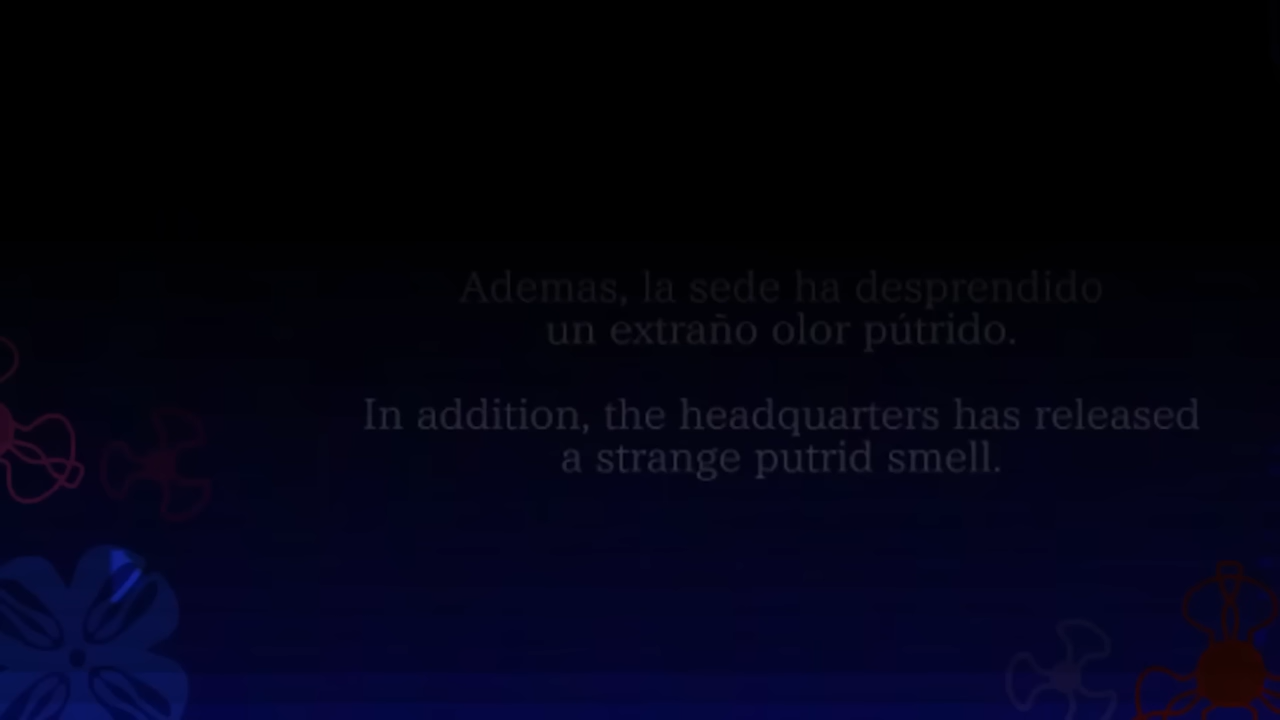 Ademas, la sede ha desprendido
un extraño olor pútrido.
In addition, the headquarters has released
a strange putrid smell.